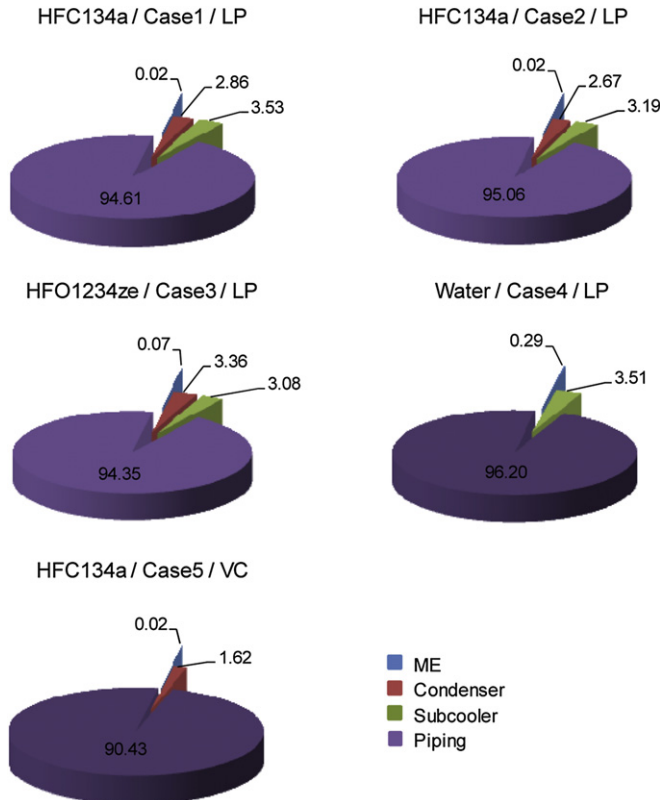 HFC134a / Case1 / LP
0.02
2.86
3.53
94.61
HFC134a / Case2 / LP
0.02
2.67
3.19
95.06
HFO1234ze / Case3 / LP
0.07
3.36
3.08
94.35
Water / Case4 / LP
0.29
3.51
96.20
HFC134a / Case5 / VC
0.02
1.62
90.43
ME
Condenser
Subcooler
Piping